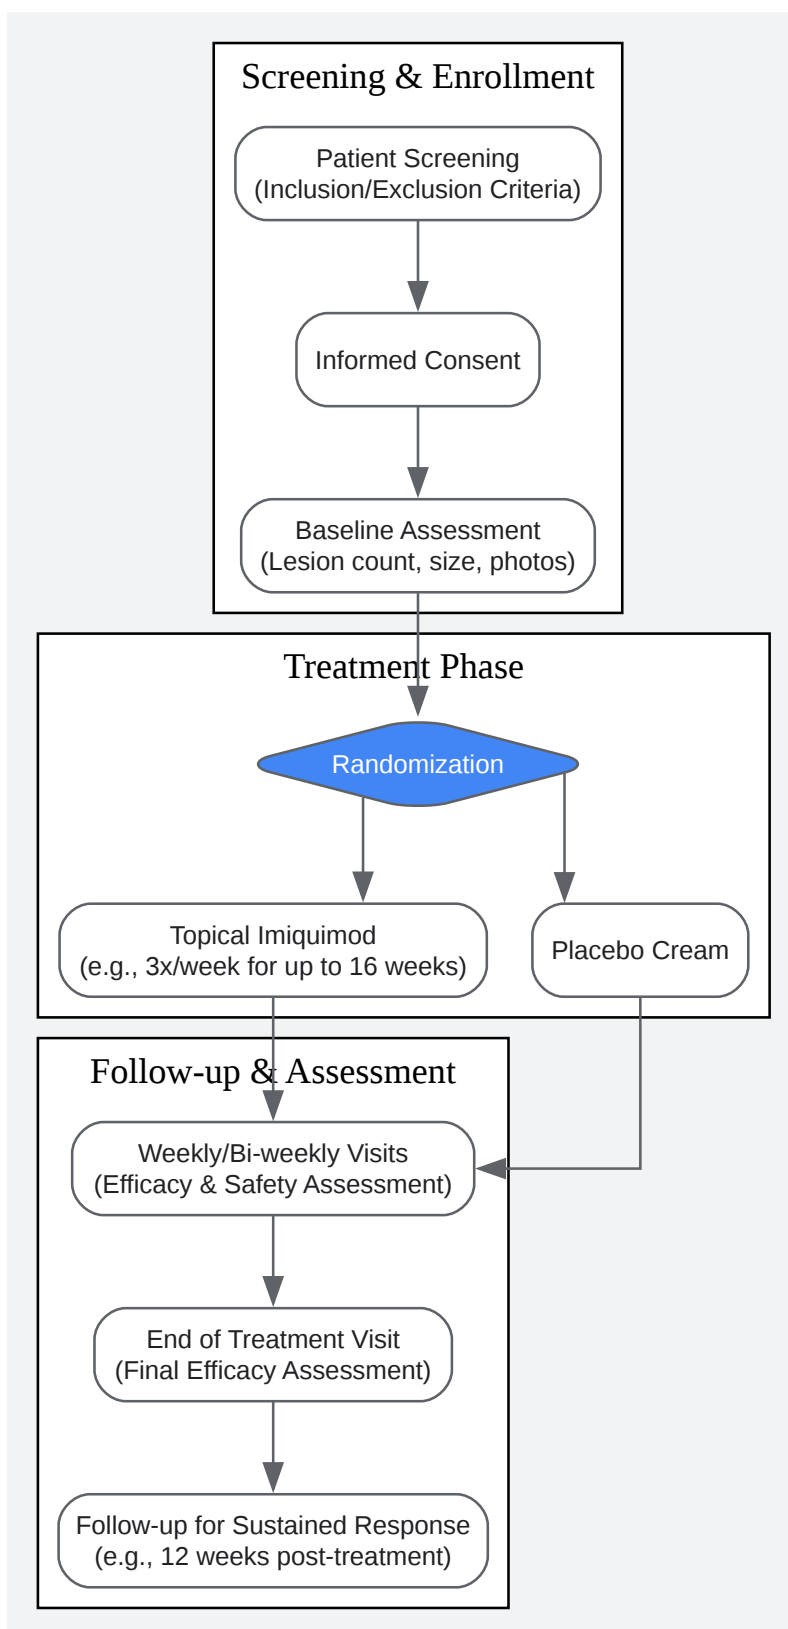 Screening & Enrollment
Patient Screening
(Inclusion/Exclusion Criteria)
Informed Consent
Baseline Assessment
(Lesion count, size, photos)
Treatment Phase
Randomization
Topical Imiquimod
(e.g., 3x/week for up to 16 weeks)
Placebo Cream
Follow-up & Assessment
Weekly/Bi-weekly Visits
(Efficacy & Safety Assessment)
End of Treatment Visit
(Final Efficacy Assessment)
Follow-up for Sustained Response
(e.g., 12 weeks post-treatment)